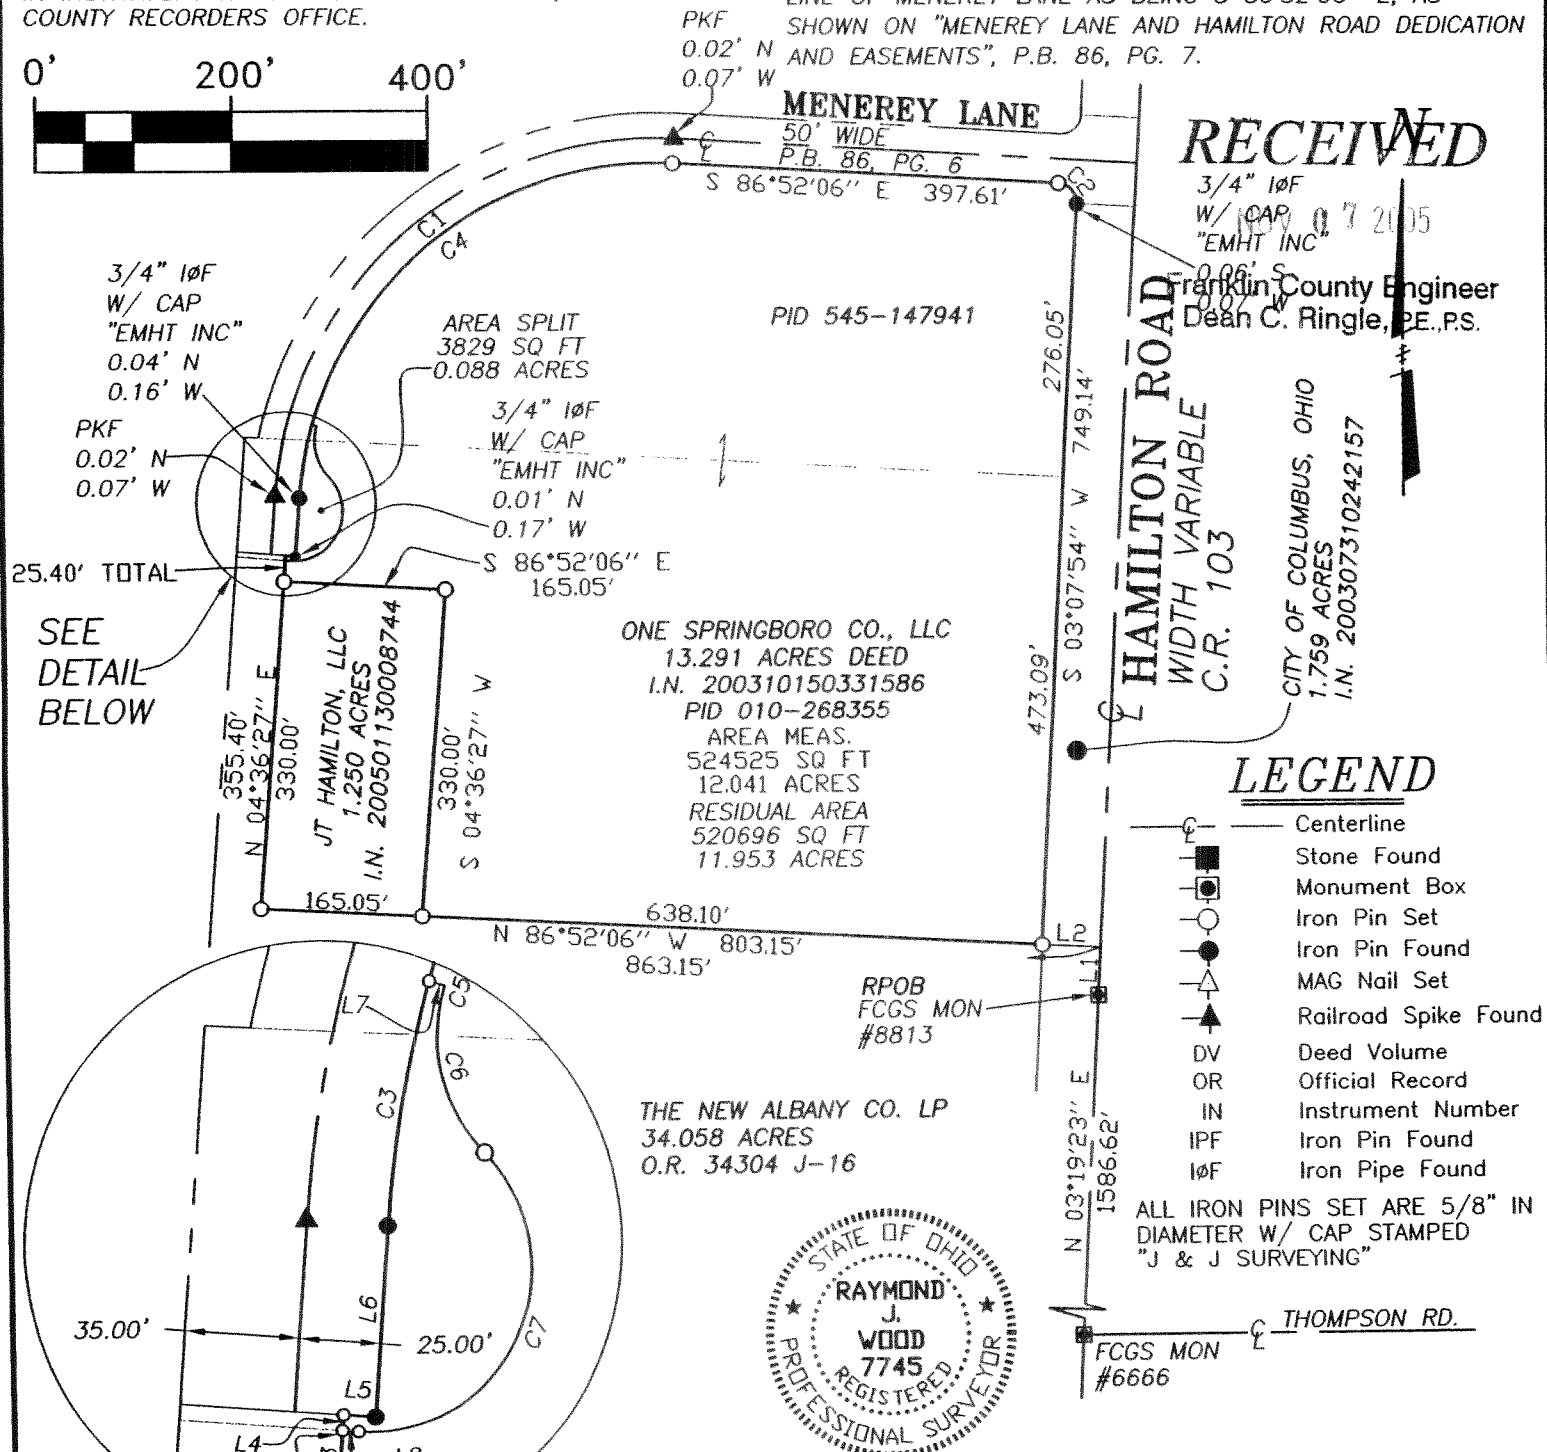 COUNTY RECORDERS OFFICE.
SHOWN ON "MENEREY LANE AND HAMILTON ROAD DEDICATION
AND EASEMENTS", P.B. 86, PG. 7.
PKF
0.02' N
0.07' W
0' 200' 400'
MENEREY LANE
50' WIDE
P.B. 86, PG. 6
S 86°52'06" E 397.61'
C2
RECEIVED
N
NOV 07 2005
Franklin County Engineer
Dean C. Ringle, P.E.,P.S.
3/4" IØF
W/ CAP
"EMHT INC"
0.06' S
0.07' W
C1
C4
3/4" IØF
W/ CAP
"EMHT INC"
0.04' N
0.16' W
PKF
0.02' N
0.07' W
AREA SPLIT
3829 SQ FT
0.088 ACRES
3/4" IØF
W/ CAP
"EMHT INC"
0.01' N
0.17' W
PID 545-147941
276.05'
S 03°07'54" W 749.14'
473.09'
HAMILTON ROAD
WIDTH VARIABLE
C.R. 103
CITY OF COLUMBUS, OHIO
1.759 ACRES
I.N. 200307310242157
25.40' TOTAL
S 86°52'06" E
165.05'
SEE
DETAIL
BELOW
355.40'
N 04°36'27" E
330.00'
JT HAMILTON, LLC
1.250 ACRES
I.N. 200501130008744
330.00'
S 04°36'27" W
ONE SPRINGBORO CO., LLC
13.291 ACRES DEED
I.N. 200310150331586
PID 010-268355
AREA MEAS.
524525 SQ FT
12.041 ACRES
RESIDUAL AREA
520696 SQ FT
11.953 ACRES
165.05'
638.10'
N 86°52'06" W 803.15'
863.15'
L2
L1
RPOB
FCGS MON
#8813
LEGEND
Centerline
Stone Found
Monument Box
Iron Pin Set
Iron Pin Found
MAG Nail Set
Railroad Spike Found
DV Deed Volume
OR Official Record
IN Instrument Number
IPF Iron Pin Found
IØF Iron Pipe Found
ALL IRON PINS SET ARE 5/8" IN
DIAMETER W/ CAP STAMPED
"J & J SURVEYING"
THE NEW ALBANY CO. LP
34.058 ACRES
O.R. 34304 J-16
N 03°19'23" E
1586.62'
THOMPSON RD.
FCGS MON
#6666
STATE OF OHIO
RAYMOND
J.
WOOD
7745
REGISTERED
PROFESSIONAL SURVEYOR
L7
C5
C6
C3
L6
C7
35.00'
25.00'
L5
L4